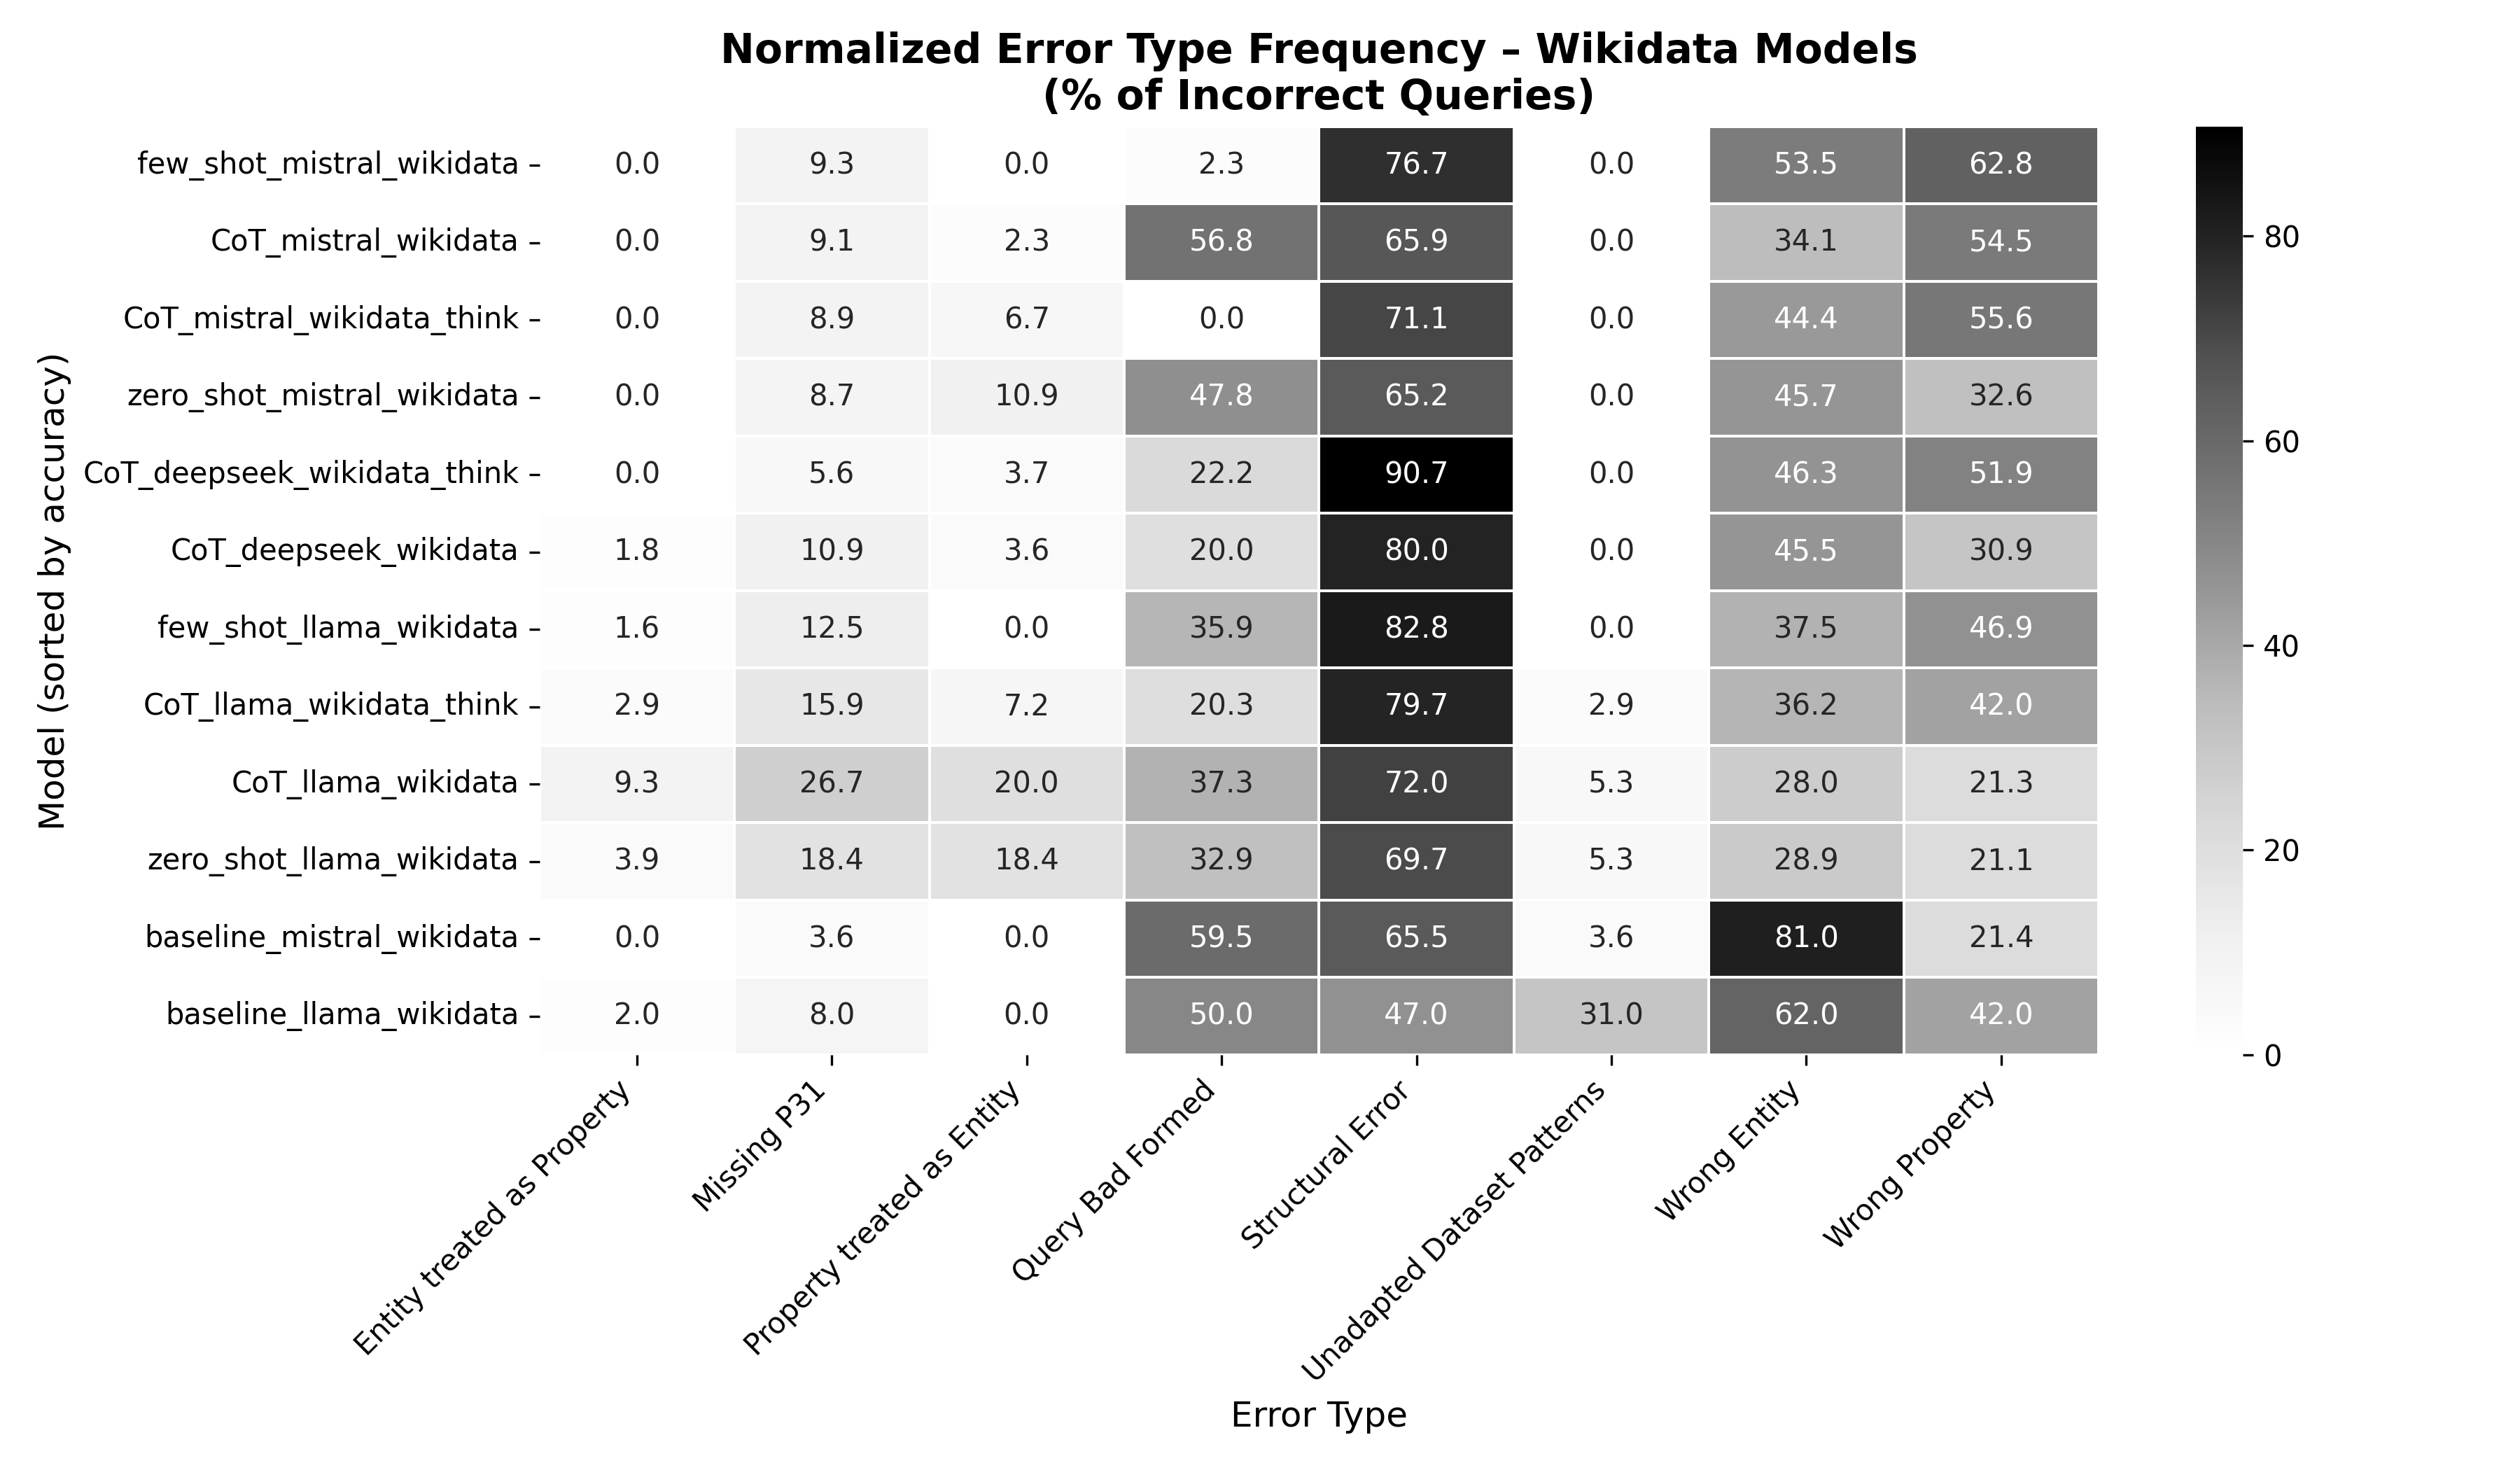 Normalized Error Type Frequency – Wikidata Models
(% of Incorrect Queries)
Model (sorted by accuracy)
few_shot_mistral_wikidata 0.0 9.3 0.0 2.3 76.7 0.0 53.5 62.8
CoT_mistral_wikidata 0.0 9.1 2.3 56.8 65.9 0.0 34.1 54.5
CoT_mistral_wikidata_think 0.0 8.9 6.7 0.0 71.1 0.0 44.4 55.6
zero_shot_mistral_wikidata 0.0 8.7 10.9 47.8 65.2 0.0 45.7 32.6
CoT_deepseek_wikidata_think 0.0 5.6 3.7 22.2 90.7 0.0 46.3 51.9
CoT_deepseek_wikidata 1.8 10.9 3.6 20.0 80.0 0.0 45.5 30.9
few_shot_llama_wikidata 1.6 12.5 0.0 35.9 82.8 0.0 37.5 46.9
CoT_llama_wikidata_think 2.9 15.9 7.2 20.3 79.7 2.9 36.2 42.0
CoT_llama_wikidata 9.3 26.7 20.0 37.3 72.0 5.3 28.0 21.3
zero_shot_llama_wikidata 3.9 18.4 18.4 32.9 69.7 5.3 28.9 21.1
baseline_mistral_wikidata 0.0 3.6 0.0 59.5 65.5 3.6 81.0 21.4
baseline_llama_wikidata 2.0 8.0 0.0 50.0 47.0 31.0 62.0 42.0
Entity treated as Property
Missing P31
Property treated as Entity
Query Bad Formed
Structural Error
Unadapted Dataset Patterns
Wrong Entity
Wrong Property
Error Type
80
60
40
20
0